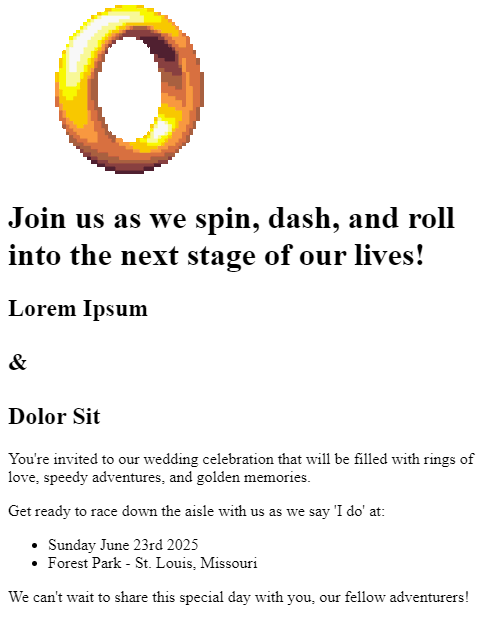 Join us as we spin, dash, and roll
into the next stage of our lives!
Lorem Ipsum
&
Dolor Sit
You're invited to our wedding celebration that will be filled with rings of
love, speedy adventures, and golden memories.
Get ready to race down the aisle with us as we say 'I do' at:
• Sunday June 23rd 2025
• Forest Park - St. Louis, Missouri
We can't wait to share this special day with you, our fellow adventurers!